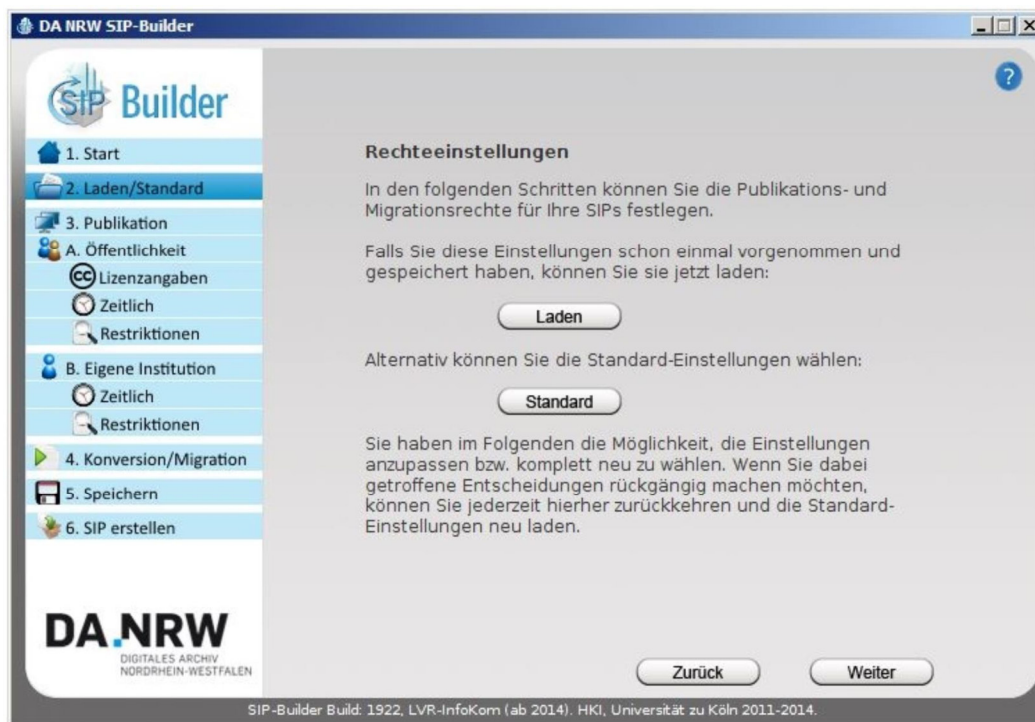 DA NRW SIP-Builder
SIP Builder
?
1. Start
2. Laden/Standard
3. Publikation
A. Öffentlichkeit
cc Lizenzangaben
Zeitlich
Restriktionen
B. Eigene Institution
Zeitlich
Restriktionen
4. Konversion/Migration
5. Speichern
6. SIP erstellen
DA.NRW
DIGITALES ARCHIV
NORDRHEIN-WESTFALEN
Rechteeinstellungen
In den folgenden Schritten können Sie die Publikations- und
Migrationsrechte für Ihre SIPs festlegen.
Falls Sie diese Einstellungen schon einmal vorgenommen und
gespeichert haben, können Sie sie jetzt laden:
Laden
Alternativ können Sie die Standard-Einstellungen wählen:
Standard
Sie haben im Folgenden die Möglichkeit, die Einstellungen
anzupassen bzw. komplett neu zu wählen. Wenn Sie dabei
getroffene Entscheidungen rückgängig machen möchten,
können Sie jederzeit hierher zurückkehren und die Standard-
Einstellungen neu laden.
Zurück
Weiter
SIP-Builder Build: 1922, LVR-InfoKom (ab 2014). HKI, Universität zu Köln 2011-2014.